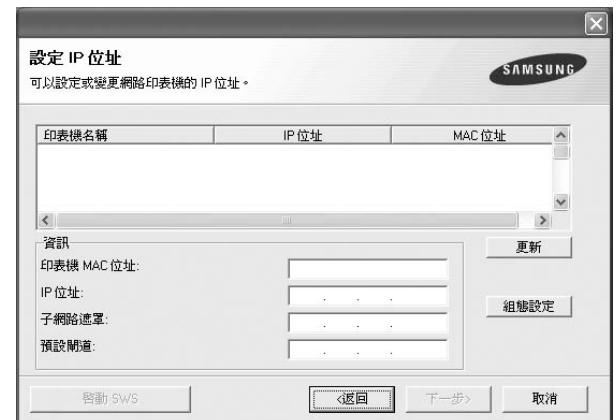 設定 IP 位址
可以設定或變更網路印表機的 IP 位址。
SAMSUNG
印表機名稱 IP 位址 MAC 位址
資訊
更新
印表機 MAC 位址:
IP 位址:
組態設定
子網路遮罩:
預設閘道:
啓動 SWS <返回 下一步> 取消